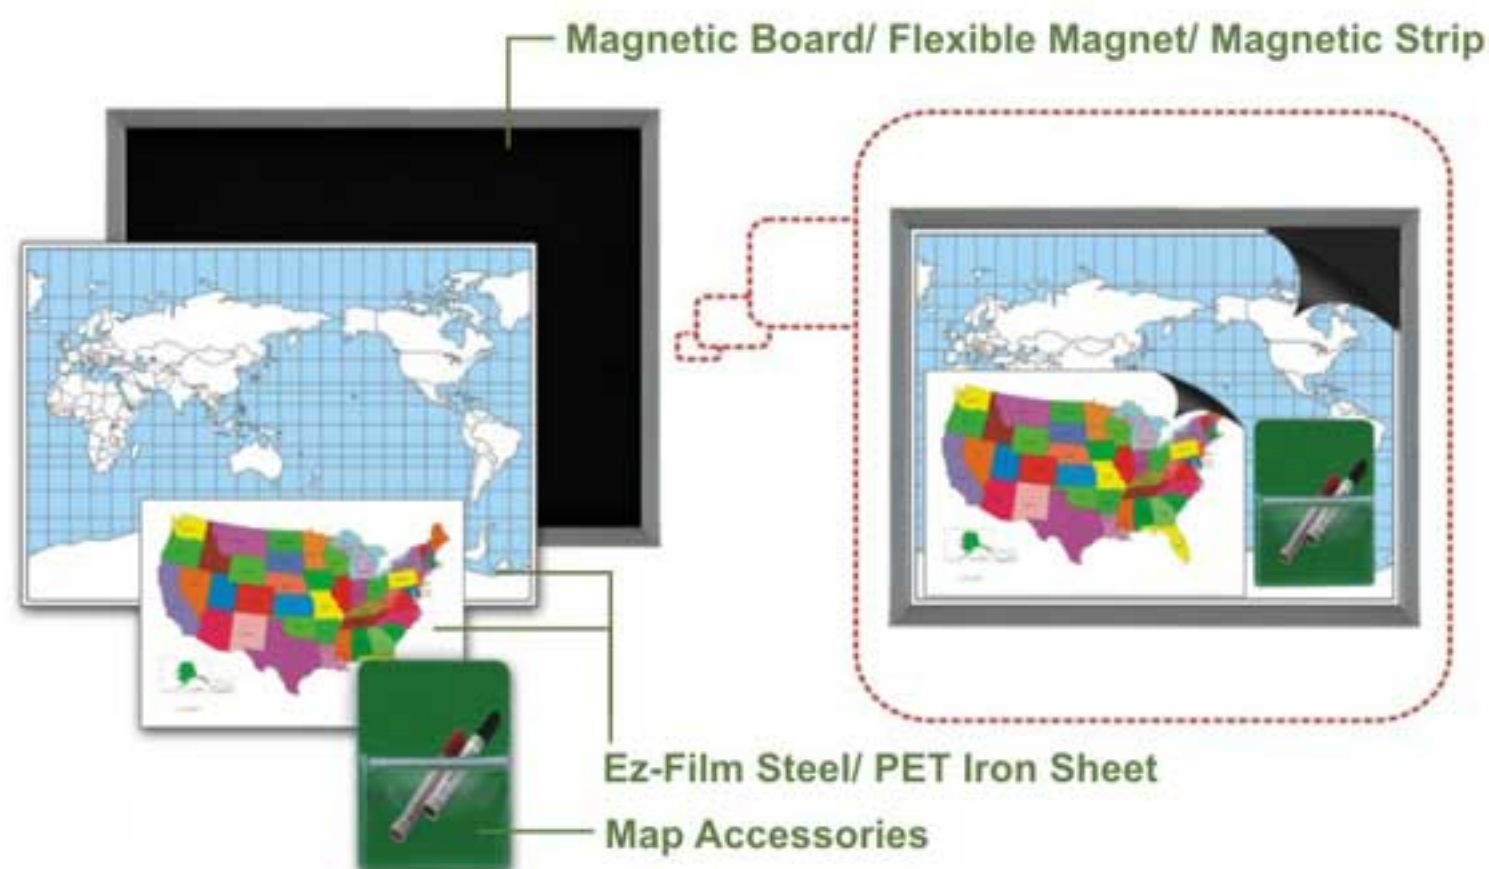 Magnetic Board/ Flexible Magnet/ Magnetic Strip
Ez-Film Steel/ PET Iron Sheet
Map Accessories